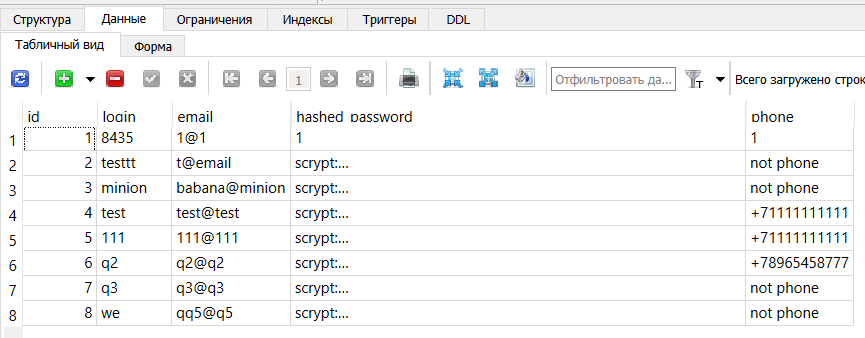 Структура Данные Ограничения Индексы Триггеры DDL
Табличный вид Форма
1 Отфильтровать да... T Всего загружено строк
id login email hashed_password phone
1 1 8435 1@1 1 1
2 2 testtt t@email scrypt:... not phone
3 3 minion babana@minion scrypt:... not phone
4 4 test test@test scrypt:... +71111111111
5 5 111 111@111 scrypt:... +71111111111
6 6 q2 q2@q2 scrypt:... +78965458777
7 7 q3 q3@q3 scrypt:... not phone
8 8 we qq5@q5 scrypt:... not phone